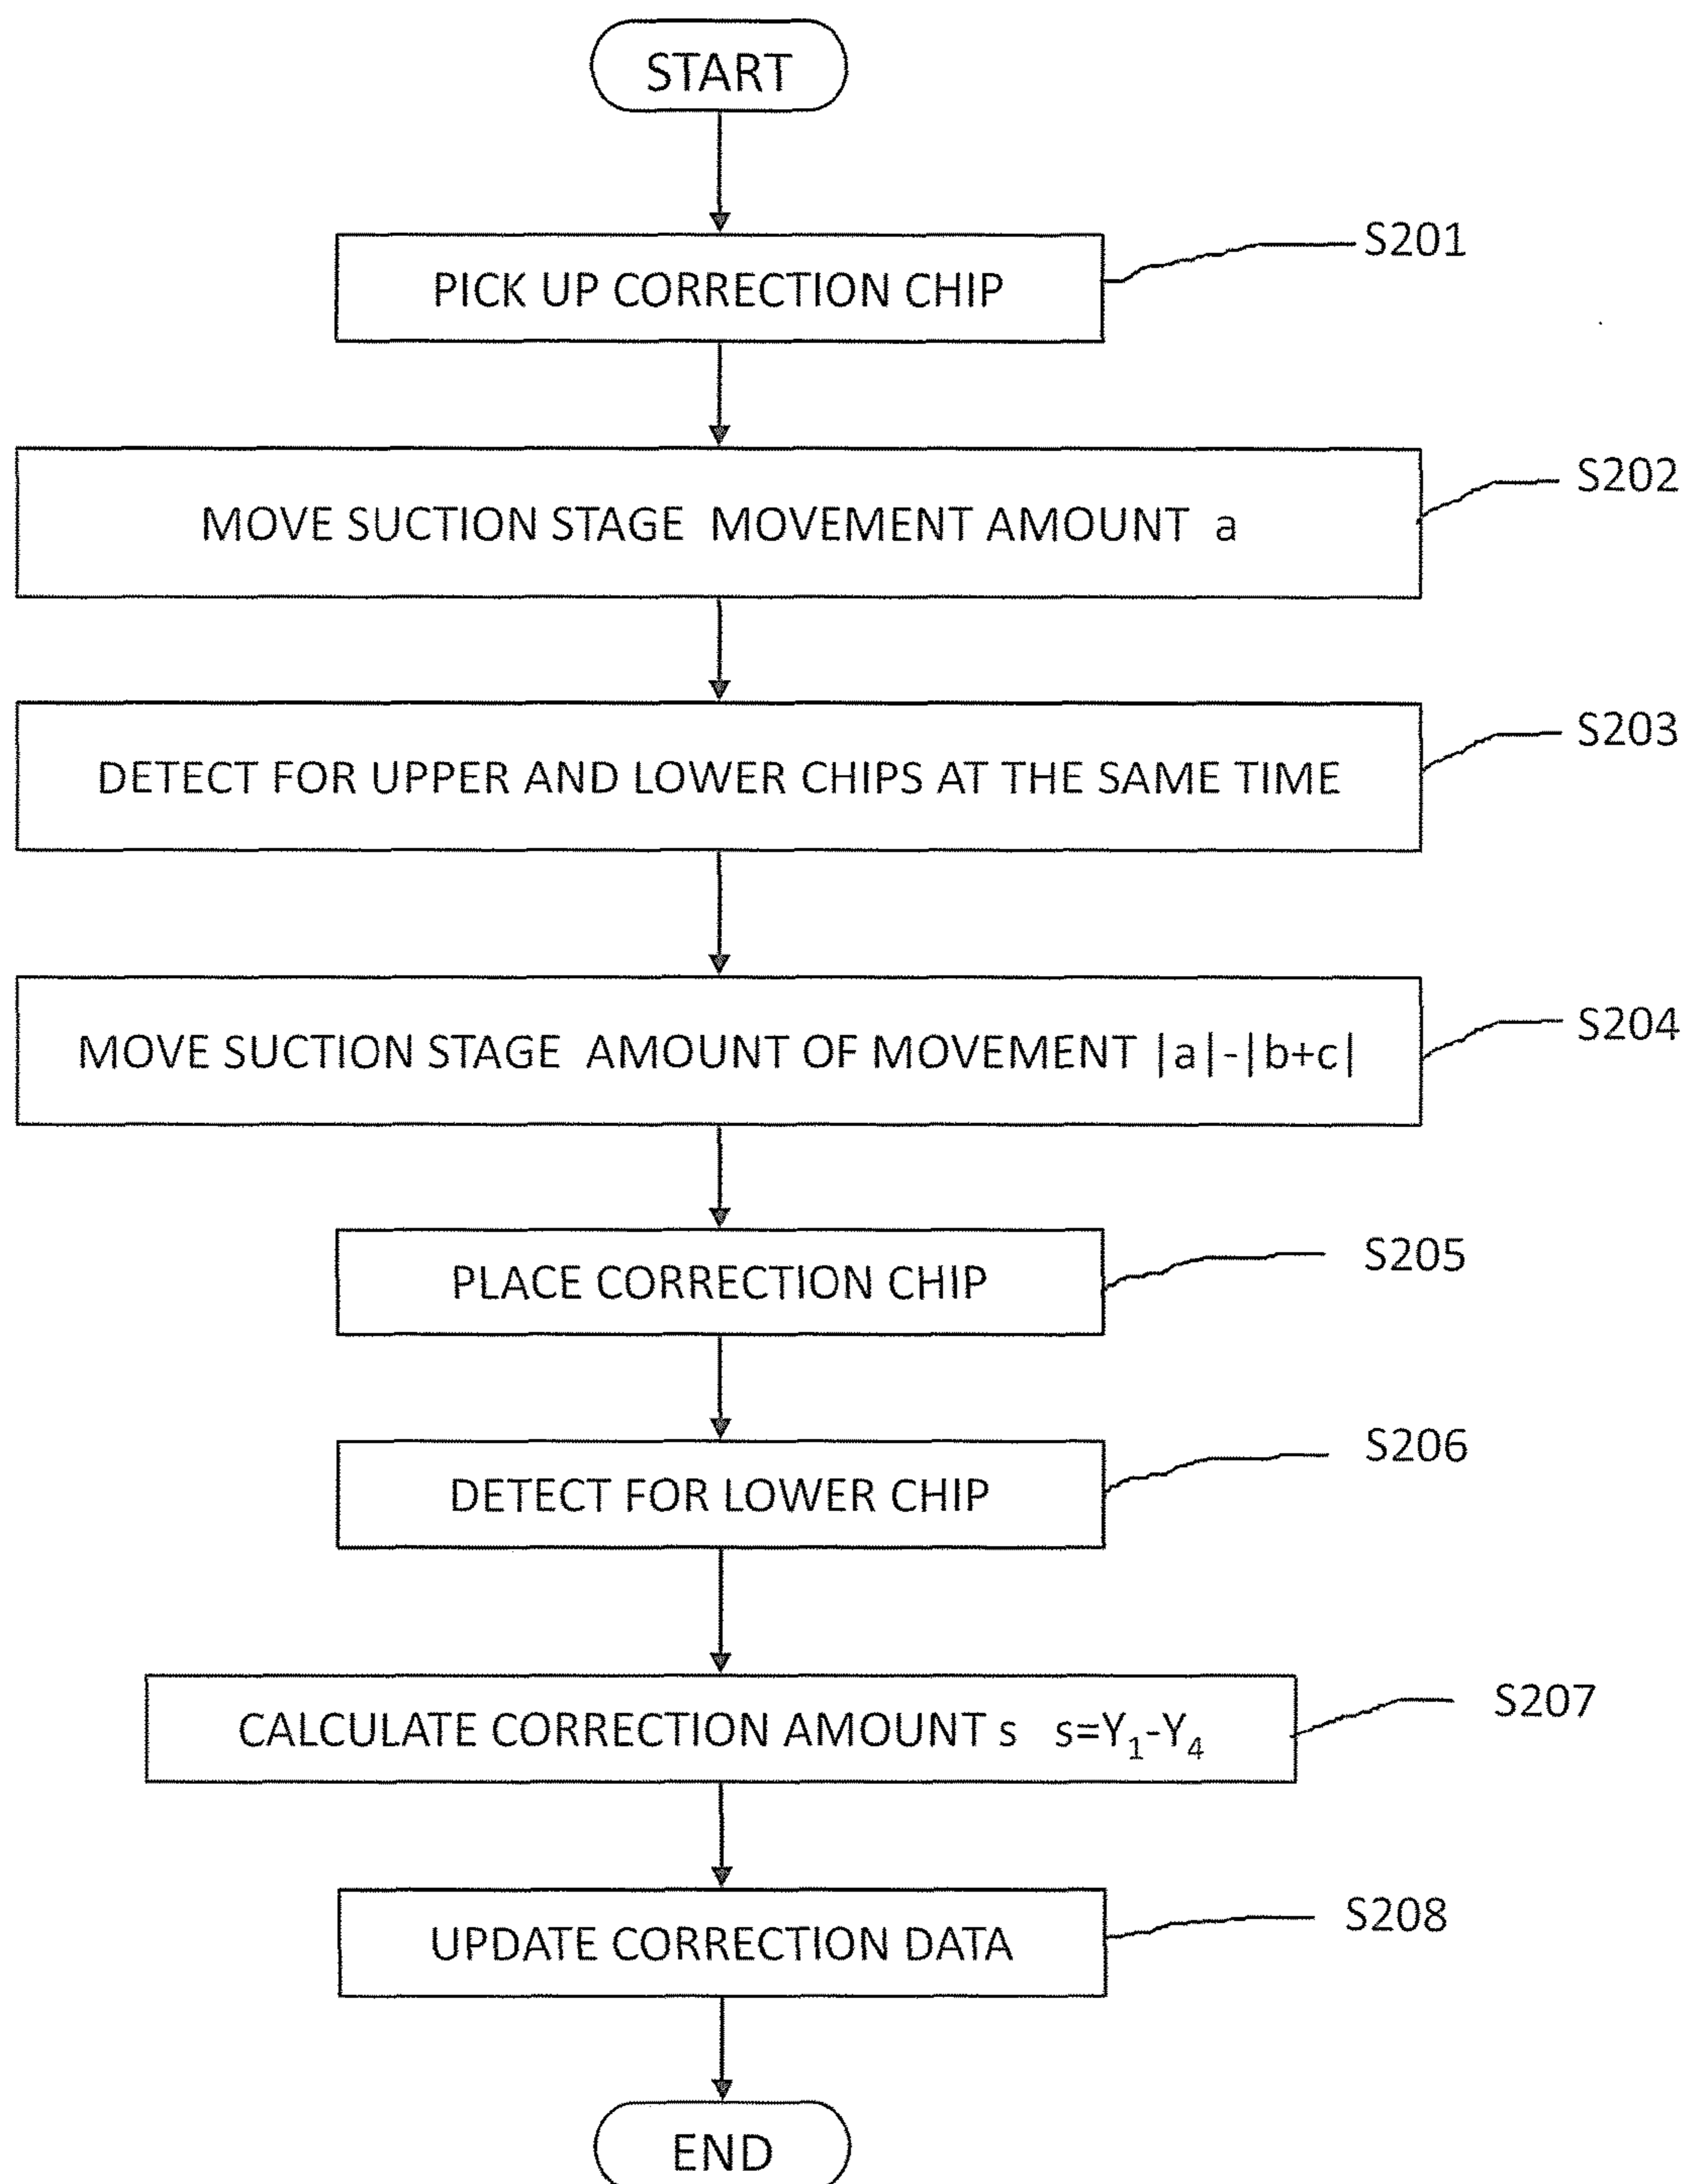 START
PICK UP CORRECTION CHIP
S201
MOVE SUCTION STAGE MOVEMENT AMOUNT a
S202
DETECT FOR UPPER AND LOWER CHIPS AT THE SAME TIME
S203
MOVE SUCTION STAGE AMOUNT OF MOVEMENT |a|-|b+c|
S204
PLACE CORRECTION CHIP
S205
DETECT FOR LOWER CHIP
S206
CALCULATE CORRECTION AMOUNT s s=Y₁-Y₄
S207
UPDATE CORRECTION DATA
S208
END